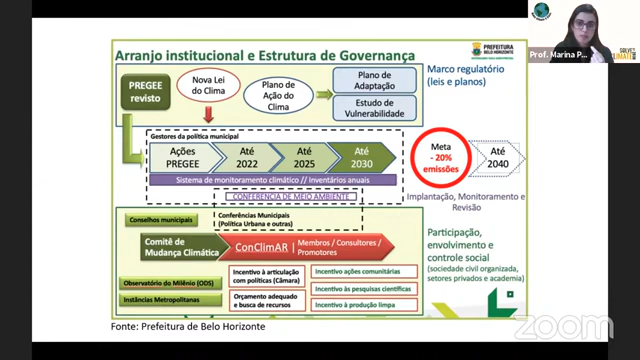 Arranjo institucional e Estrutura de Governança
PREFEITURA
BELO HORIZONTE
PREGEE
revisto
Nova Lei
do Clima
Plano de
Ação do
Clima
Plano de
Adaptação
Estudo de
Vulnerabilidade
Marco regulatório
(leis e planos)
Gestores da política municipal
Ações
PREGEE
Até
2022
Até
2025
Até
2030
Meta
- 20%
emissões
Até
2040
Sistema de monitoramento climático // Inventários anuais
CONFERENCIA DE MEIO AMBIENTE
Implantação, Monitoramento e
Revisão
Conselhos municipais
Conferências Municipais
(Política Urbana e outras)
Comitê de
Mudança Climática
ConClimAR | Membros / Consultores /
Promotores
Participação,
envolvimento e
controle social
(sociedade civil organizada,
setores privados e academia)
Observatório do Milênio (ODS)
Instâncias Metropolitanas
Incentivo à articulação
com políticas (Câmara)
Orçamento adequado
e busca de recursos
Incentivo ações comunitárias
Incentivo às pesquisas científicas
Incentivo à produção limpa
Fonte: Prefeitura de Belo Horizonte
Prof. Marina P...
zoom